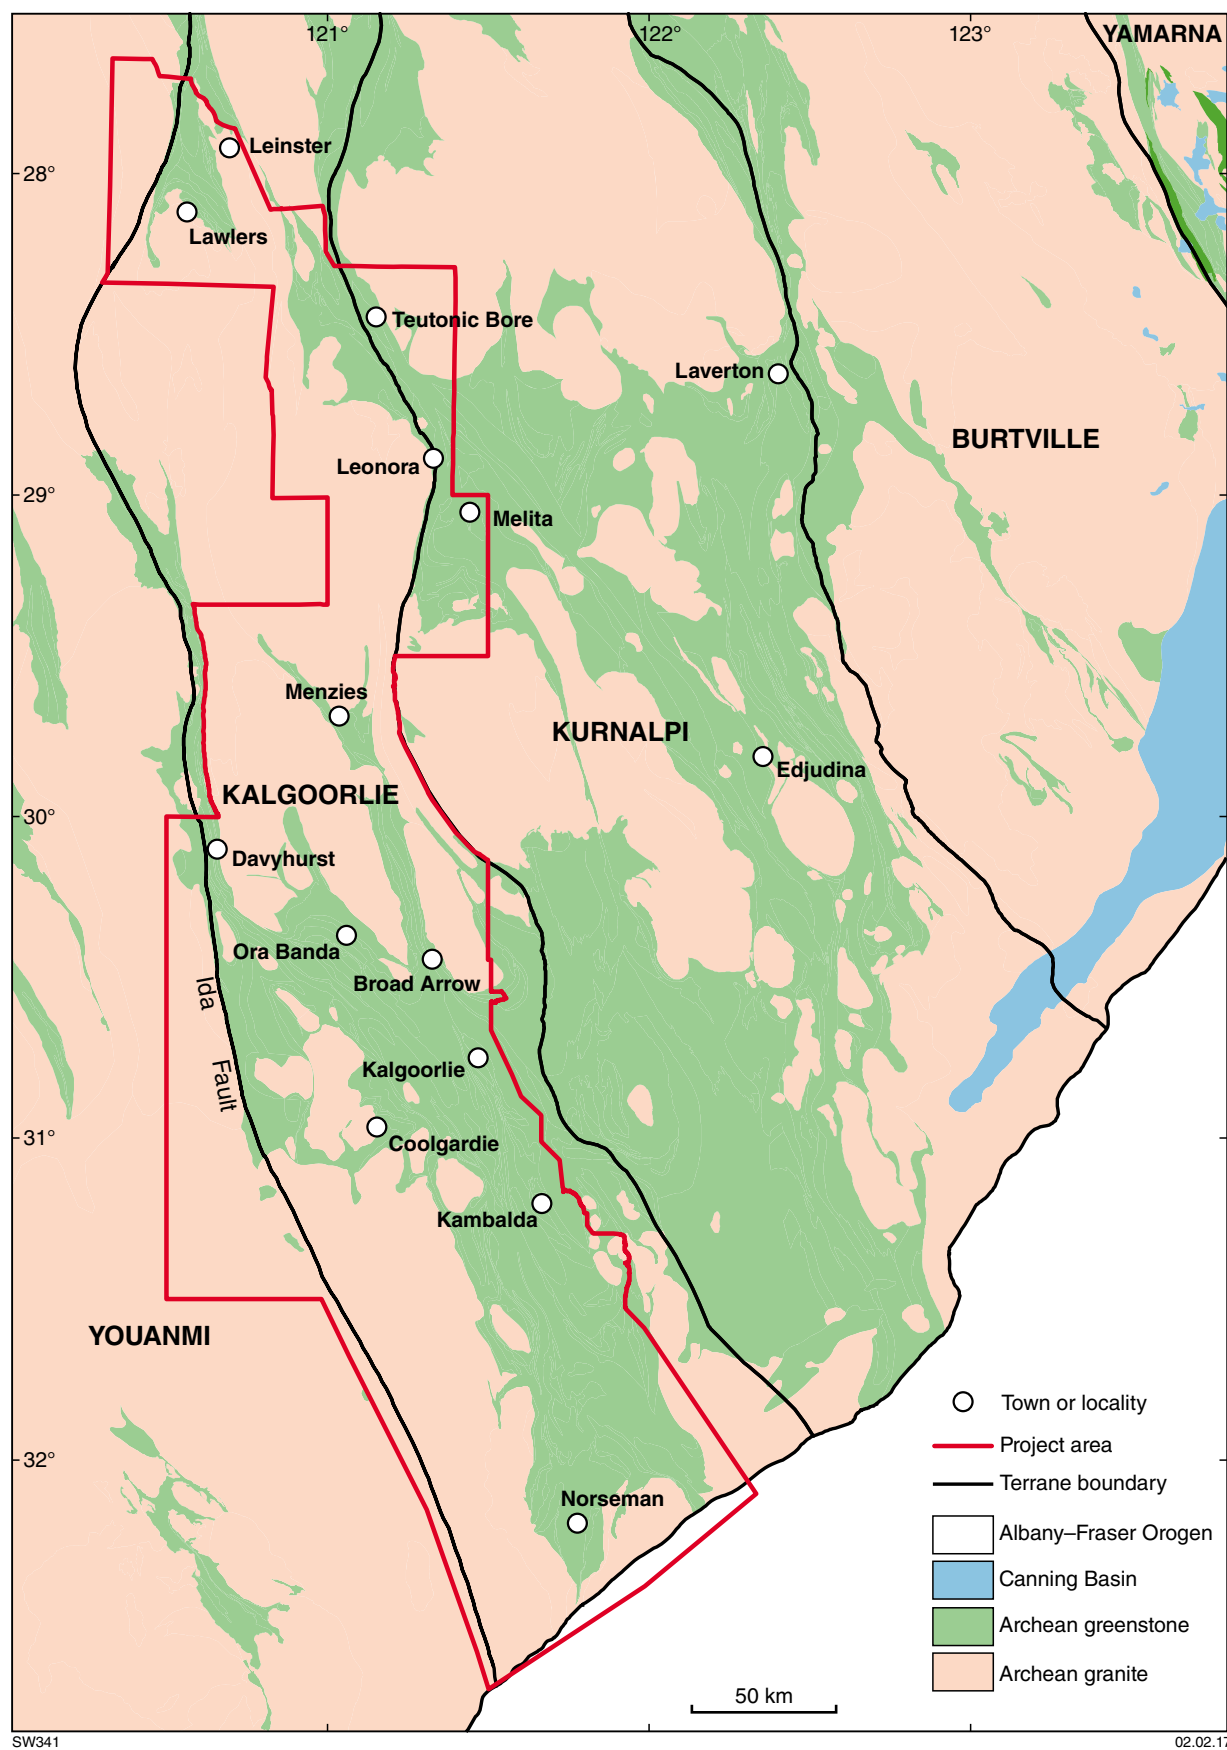 121°
122°
123°
YAMARNA
Leinster
28°
Lawlers
Teutonic Bore
Laverton
BURTVILLE
Leonora
29°
Melita
Menzies
KURNALPI
Edjudina
KALGOORLIE
30°
Davyhurst
Ora Banda
Broad Arrow
Ida
Fault
Kalgoorlie
31°
Coolgardie
Kambalda
YOUANMI
32°
Norseman
Town or locality
Project area
Terrane boundary
Albany–Fraser Orogen
Canning Basin
Archean greenstone
Archean granite
50 km
SW341
02.02.17